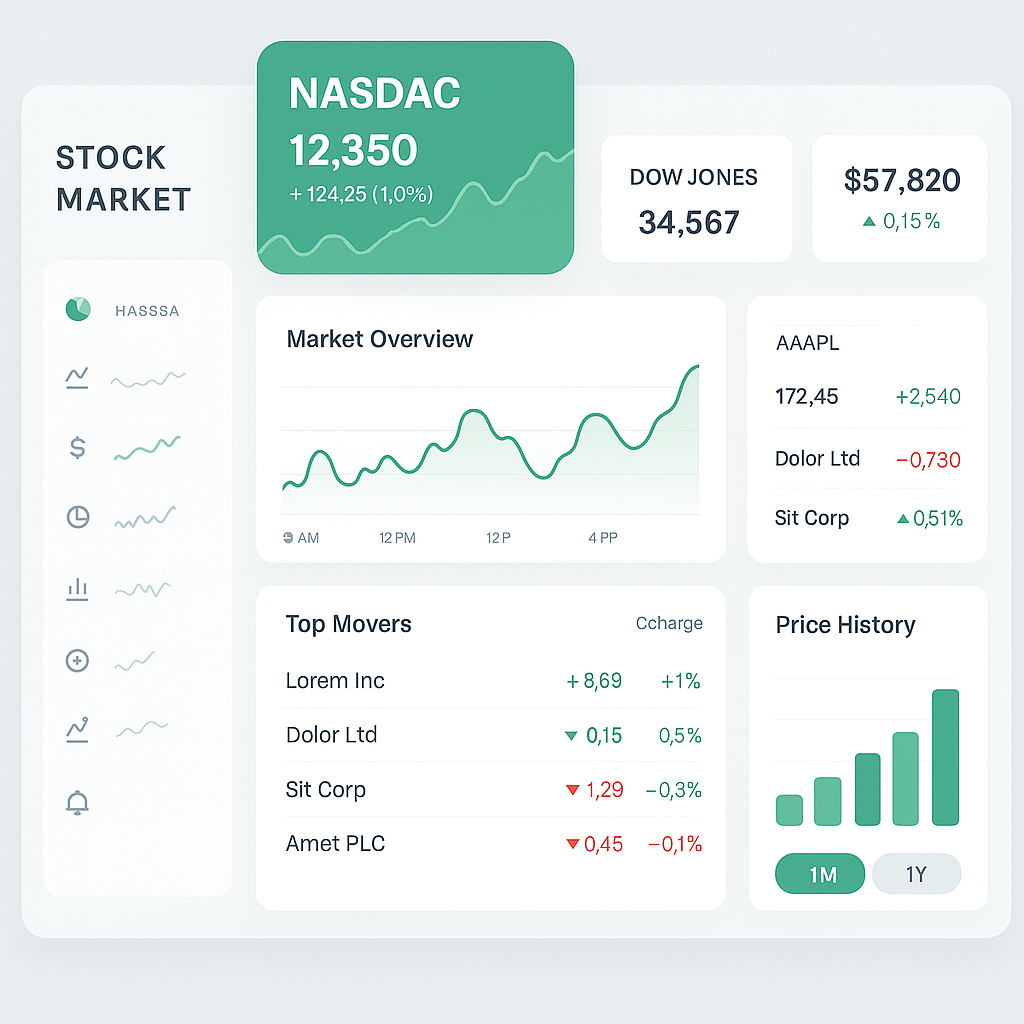 STOCK
MARKET
NASDAC
12,350
+ 124,25 (1,0%)
DOW JONES
34,567
$57,820
▲ 0,15%
HASSSA
$
Market Overview
AM
12 PM
12 P
4 PP
AAAPL
172,45 +2,540
Dolor Ltd −0,730
Sit Corp ▲ 0,51%
Top Movers Ccharge
Lorem Inc + 8,69 +1%
Dolor Ltd ▼ 0,15 0,5%
Sit Corp ▼ 1,29 −0,3%
Amet PLC ▼ 0,45 −0,1%
Price History
1M
1Y